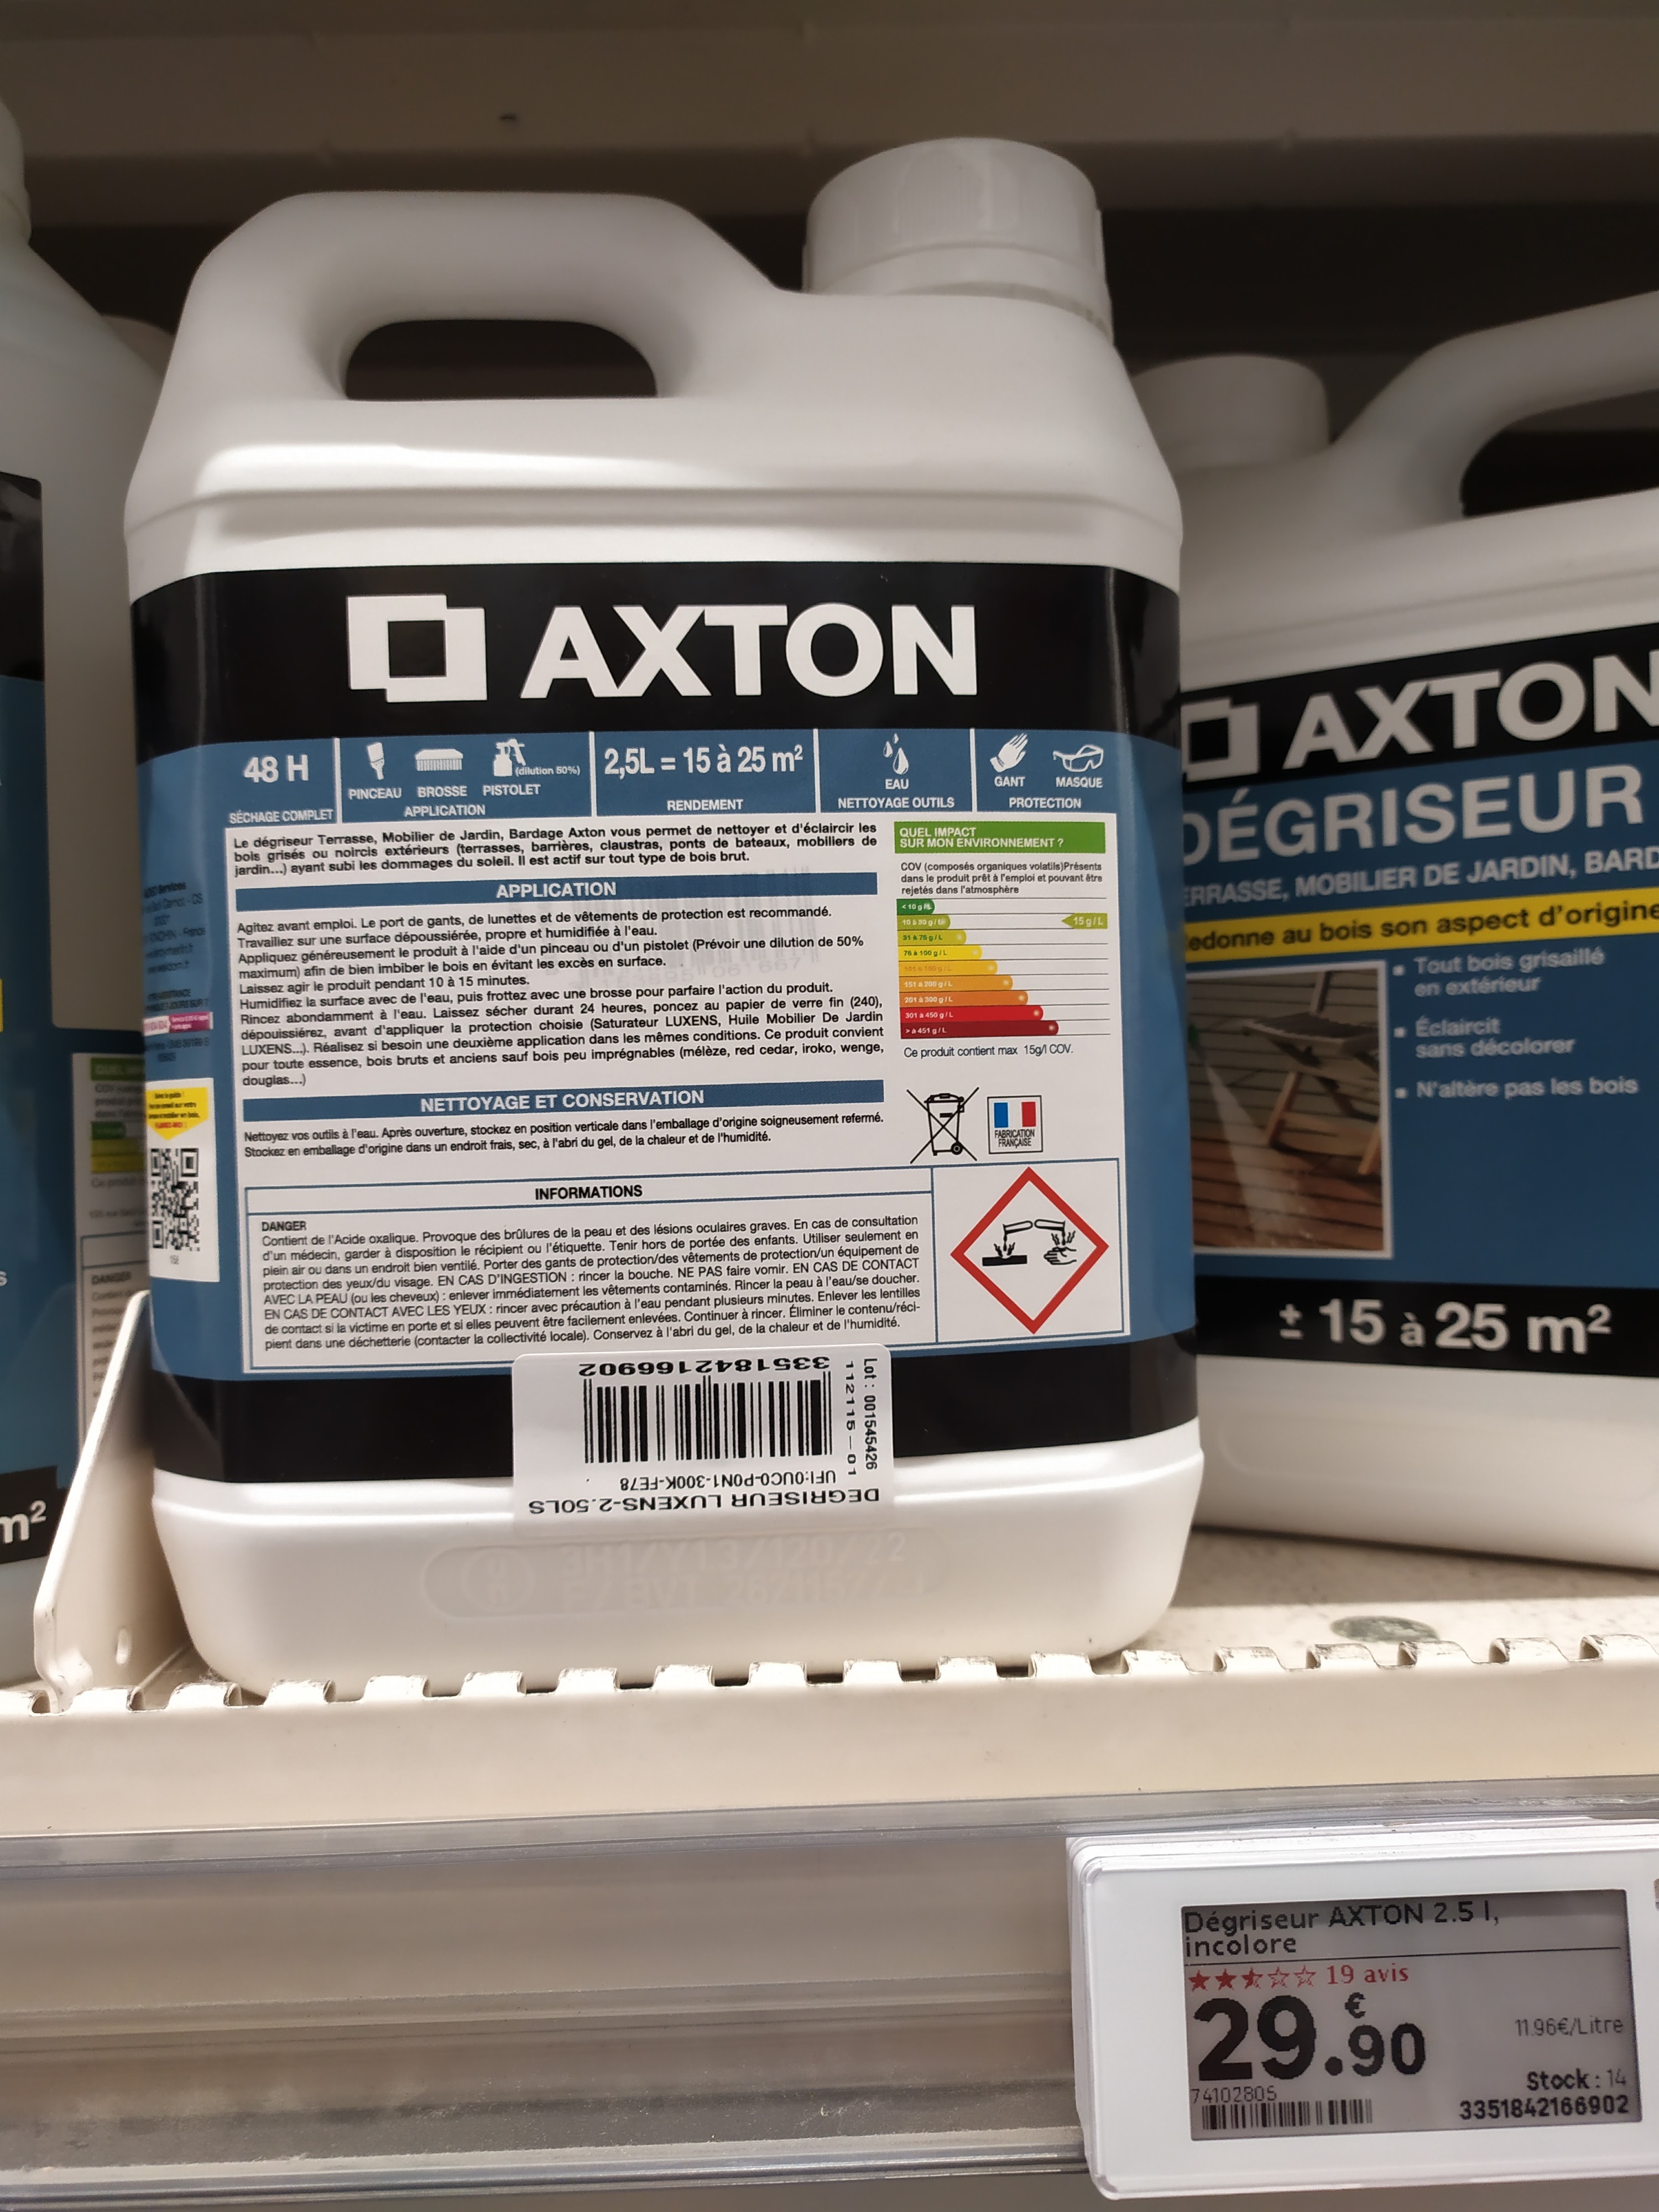 AXTON
48 H
SÉCHAGE COMPLET
PINCEAU
BROSSE
PISTOLET
(dilution 50%)
APPLICATION
2,5L = 15 à 25 m²
RENDEMENT
EAU
NETTOYAGE OUTILS
GANT
MASQUE
PROTECTION
Le dégriseur Terrasse, Mobilier de Jardin, Bardage Axton vous permet de nettoyer et d'éclaircir les
bois grisés ou noircis extérieurs (terrasses, barrières, claustras, ponts de bateaux, mobiliers de
jardin...) ayant subi les dommages du soleil. Il est actif sur tout type de bois brut.
APPLICATION
Agitez avant emploi. Le port de gants, de lunettes et de vêtements de protection est recommandé.
Travaillez sur une surface dépoussiérée, propre et humidifiée à l'eau.
Appliquez généreusement le produit à l'aide d'un pinceau ou d'un pistolet (Prévoir une dilution de 50%
maximum) afin de bien imbiber le bois en évitant les excès en surface.
Laissez agir le produit pendant 10 à 15 minutes.
Humidifiez la surface avec de l'eau, puis frottez avec une brosse pour parfaire l'action du produit.
Rincez abondamment à l'eau. Laissez sécher durant 24 heures, poncez au papier de verre fin (240),
dépouissiérez, avant d'appliquer la protection choisie (Saturateur LUXENS, Huile Mobilier De Jardin
LUXENS...). Réalisez si besoin une deuxième application dans les mêmes conditions. Ce produit convient
pour toute essence, bois bruts et anciens sauf bois peu imprégnables (mélèze, red cedar, iroko, wenge,
douglas...)
NETTOYAGE ET CONSERVATION
Nettoyez vos outils à l'eau. Après ouverture, stockez en position verticale dans l'emballage d'origine soigneusement refermé.
Stockez en emballage d'origine dans un endroit frais, sec, à l'abri du gel, de la chaleur et de l'humidité.
QUEL IMPACT
SUR MON ENVIRONNEMENT ?
COV (composés organiques volatils)Présents
dans le produit prêt à l'emploi et pouvant être
rejetés dans l'atmosphère
< 10 g/L
10 à 30 g/L
15 g/L
31 à 75 g/L
76 à 100 g/L
101 à 150 g/L
151 à 200 g/L
201 à 300 g/L
301 à 450 g/L
> à 451 g/L
Ce produit contient max 15g/l COV.
FABRICATION
FRANÇAISE
INFORMATIONS
DANGER
Contient de l'Acide oxalique. Provoque des brûlures de la peau et des lésions oculaires graves. En cas de consultation
d'un médecin, garder à disposition le récipient ou l'étiquette. Tenir hors de portée des enfants. Utiliser seulement en
plein air ou dans un endroit bien ventilé. Porter des gants de protection/des vêtements de protection/un équipement de
protection des yeux/du visage. EN CAS D'INGESTION : rincer la bouche. NE PAS faire vomir. EN CAS DE CONTACT
AVEC LA PEAU (ou les cheveux) : enlever immédiatement les vêtements contaminés. Rincer la peau à l'eau/se doucher.
EN CAS DE CONTACT AVEC LES YEUX : rincer avec précaution à l'eau pendant plusieurs minutes. Enlever les lentilles
de contact si la victime en porte et si elles peuvent être facilement enlevées. Continuer à rincer. Éliminer le contenu/réci-
pient dans une déchetterie (contacter la collectivité locale). Conservez à l'abri du gel, de la chaleur et de l'humidité.
DEGRISEUR LUXENS-2.50LS
UFI:0UC0-P0N1-300K-FE78
3351842166902
Lot : 001545426
112115-01
3H1/Y1.3/120/22
AXTON
DÉGRISEUR
TERRASSE, MOBILIER DE JARDIN, BARD
edonne au bois son aspect d'origine
Tout bois grisaillé
en extérieur
Éclaircit
sans décolorer
N'altère pas les bois
± 15 à 25 m²
m²
Dégriseur AXTON 2.5 l,
incolore
19 avis
29.€90
11.96€/Litre
Stock : 14
74102805
3351842166902